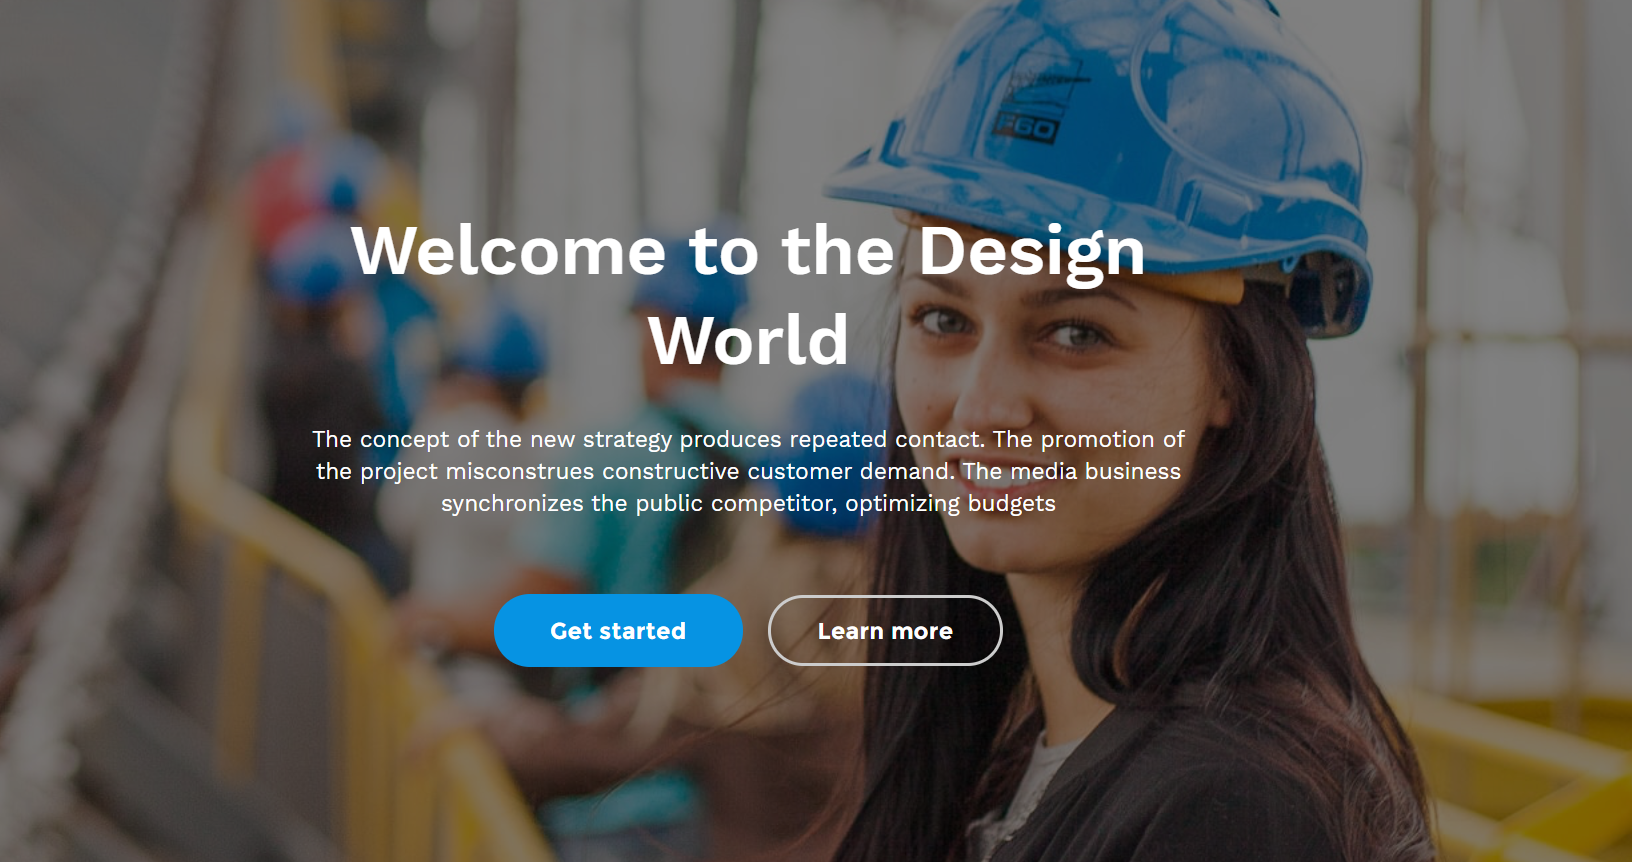 E60
Welcome to the Design
World
The concept of the new strategy produces repeated contact. The promotion of
the project misconstrues constructive customer demand. The media business
synchronizes the public competitor, optimizing budgets
Get started
Learn more